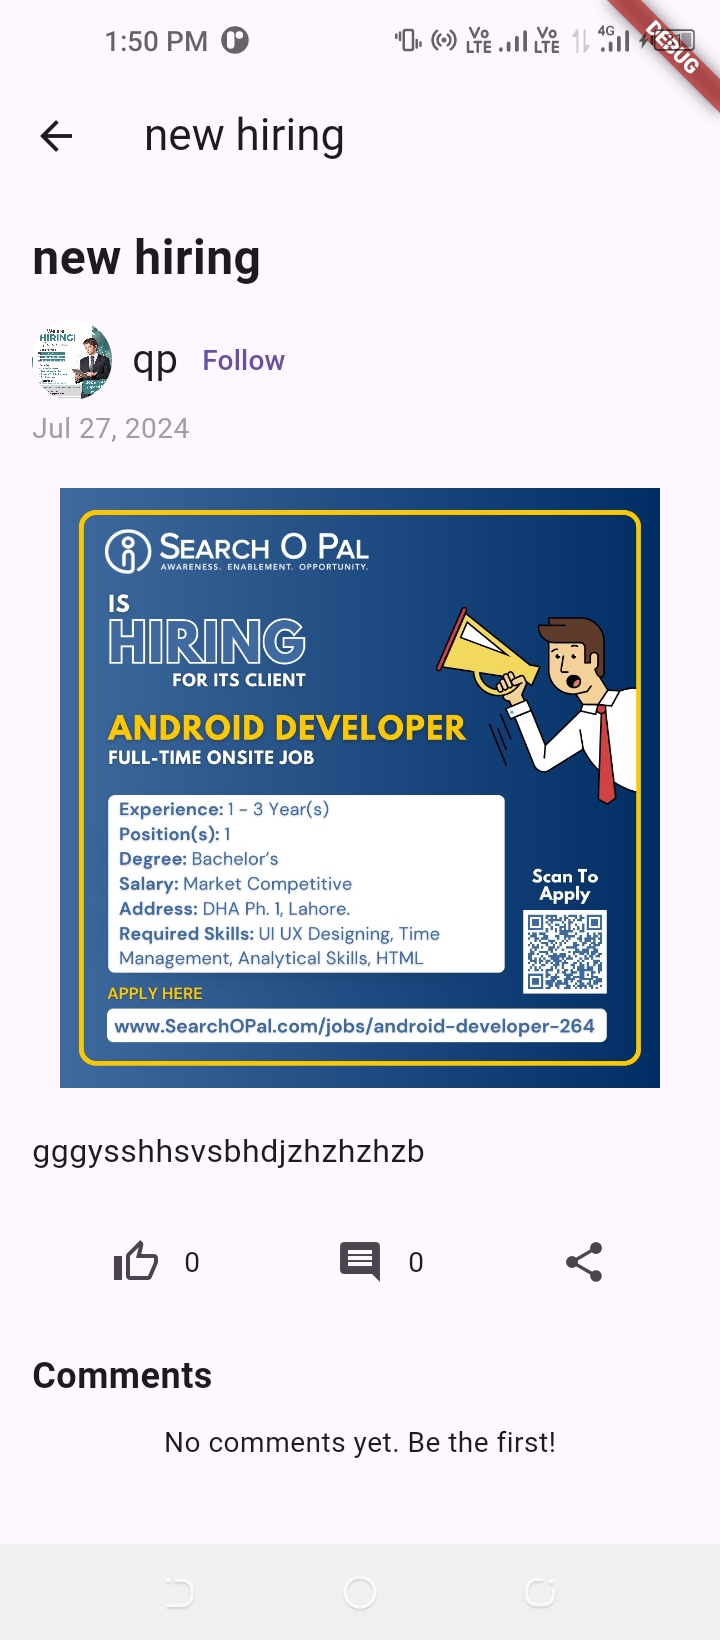 1:50 PM
Vo LTE Vo LTE 4G
DEBUG
new hiring
new hiring
HIRING!
qp Follow
Jul 27, 2024
SEARCH O PAL
AWARENESS. ENABLEMENT. OPPORTUNITY.
IS
HIRING
FOR ITS CLIENT
ANDROID DEVELOPER
FULL-TIME ONSITE JOB
Experience: 1 - 3 Year(s)
Position(s): 1
Degree: Bachelor's
Salary: Market Competitive
Address: DHA Ph. 1, Lahore.
Required Skills: UI UX Designing, Time
Management, Analytical Skills, HTML
Scan To
Apply
APPLY HERE
www.SearchOPal.com/jobs/android-developer-264
gggysshhsvsbhdjzhzhzhzb
0 0
Comments
No comments yet. Be the first!